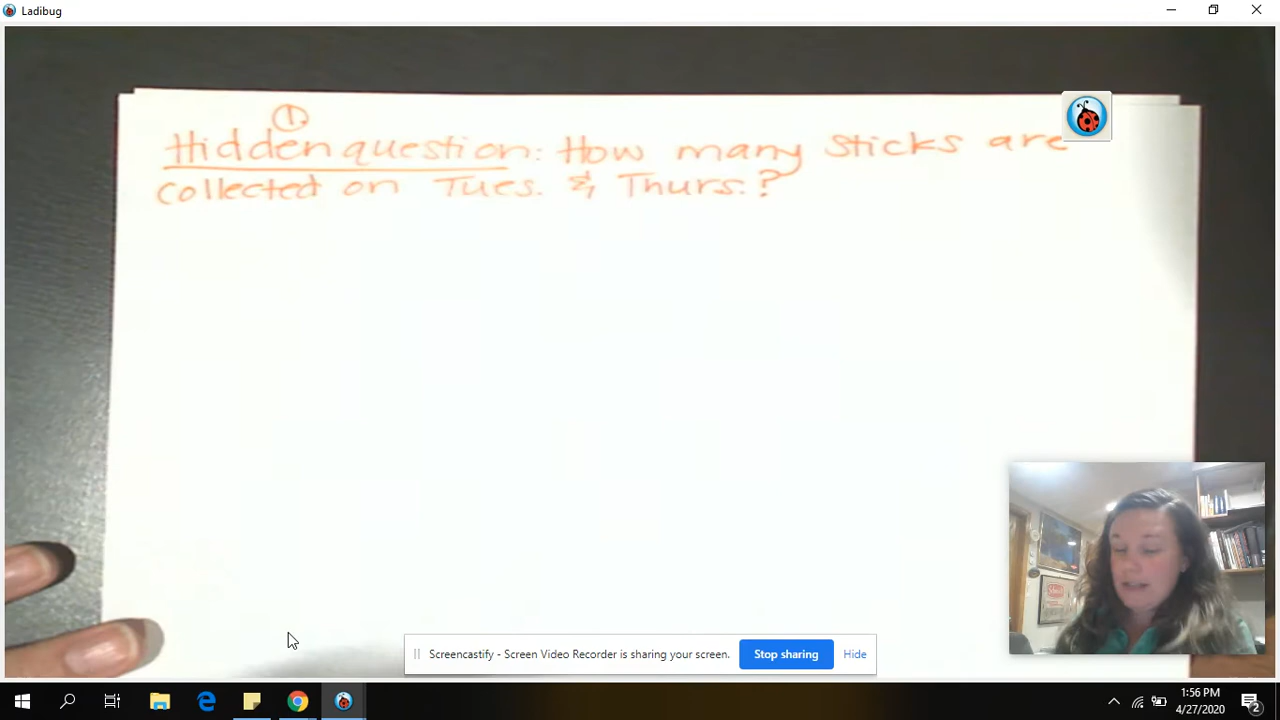 Ladibug
1.
Hidden question: How many sticks are
collected on Tues. & Thurs.?
Screencastify - Screen Video Recorder is sharing your screen.
Stop sharing
Hide
1:56 PM
4/27/2020
2